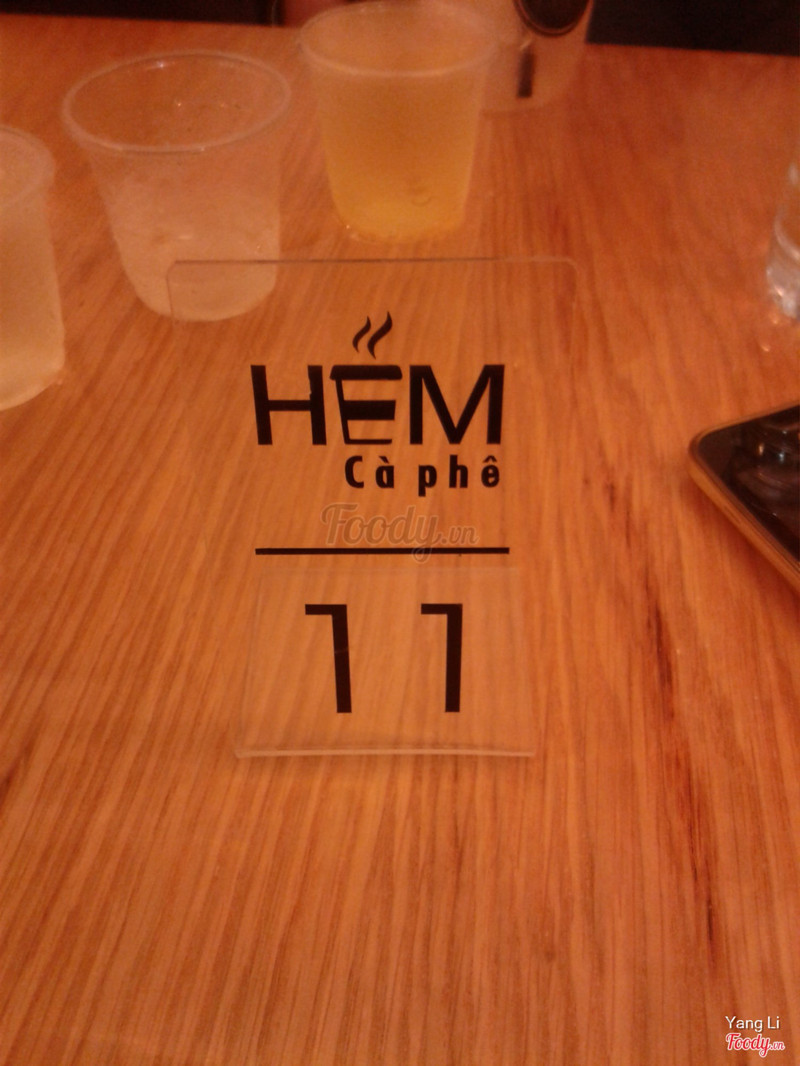 HẺM
Cà phê
Foody.vn
11
Yang Li
Foody.vn